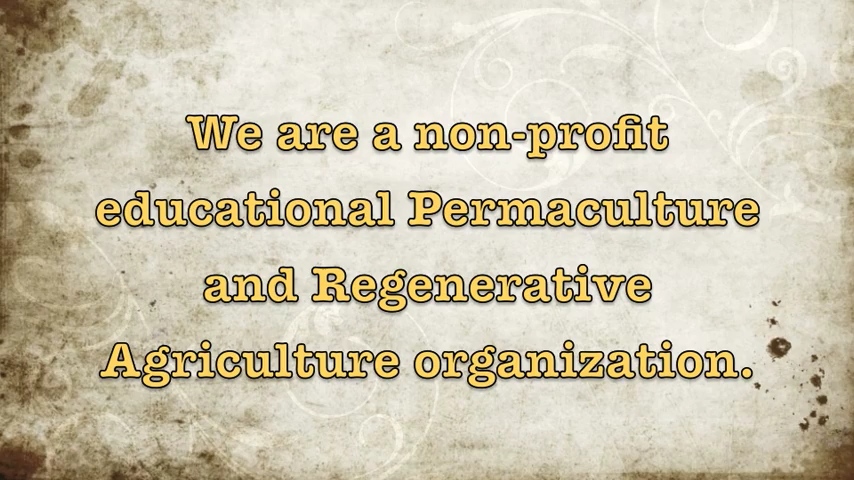 We are a non-profit
educational Permaculture
and Regenerative
Agriculture organization.